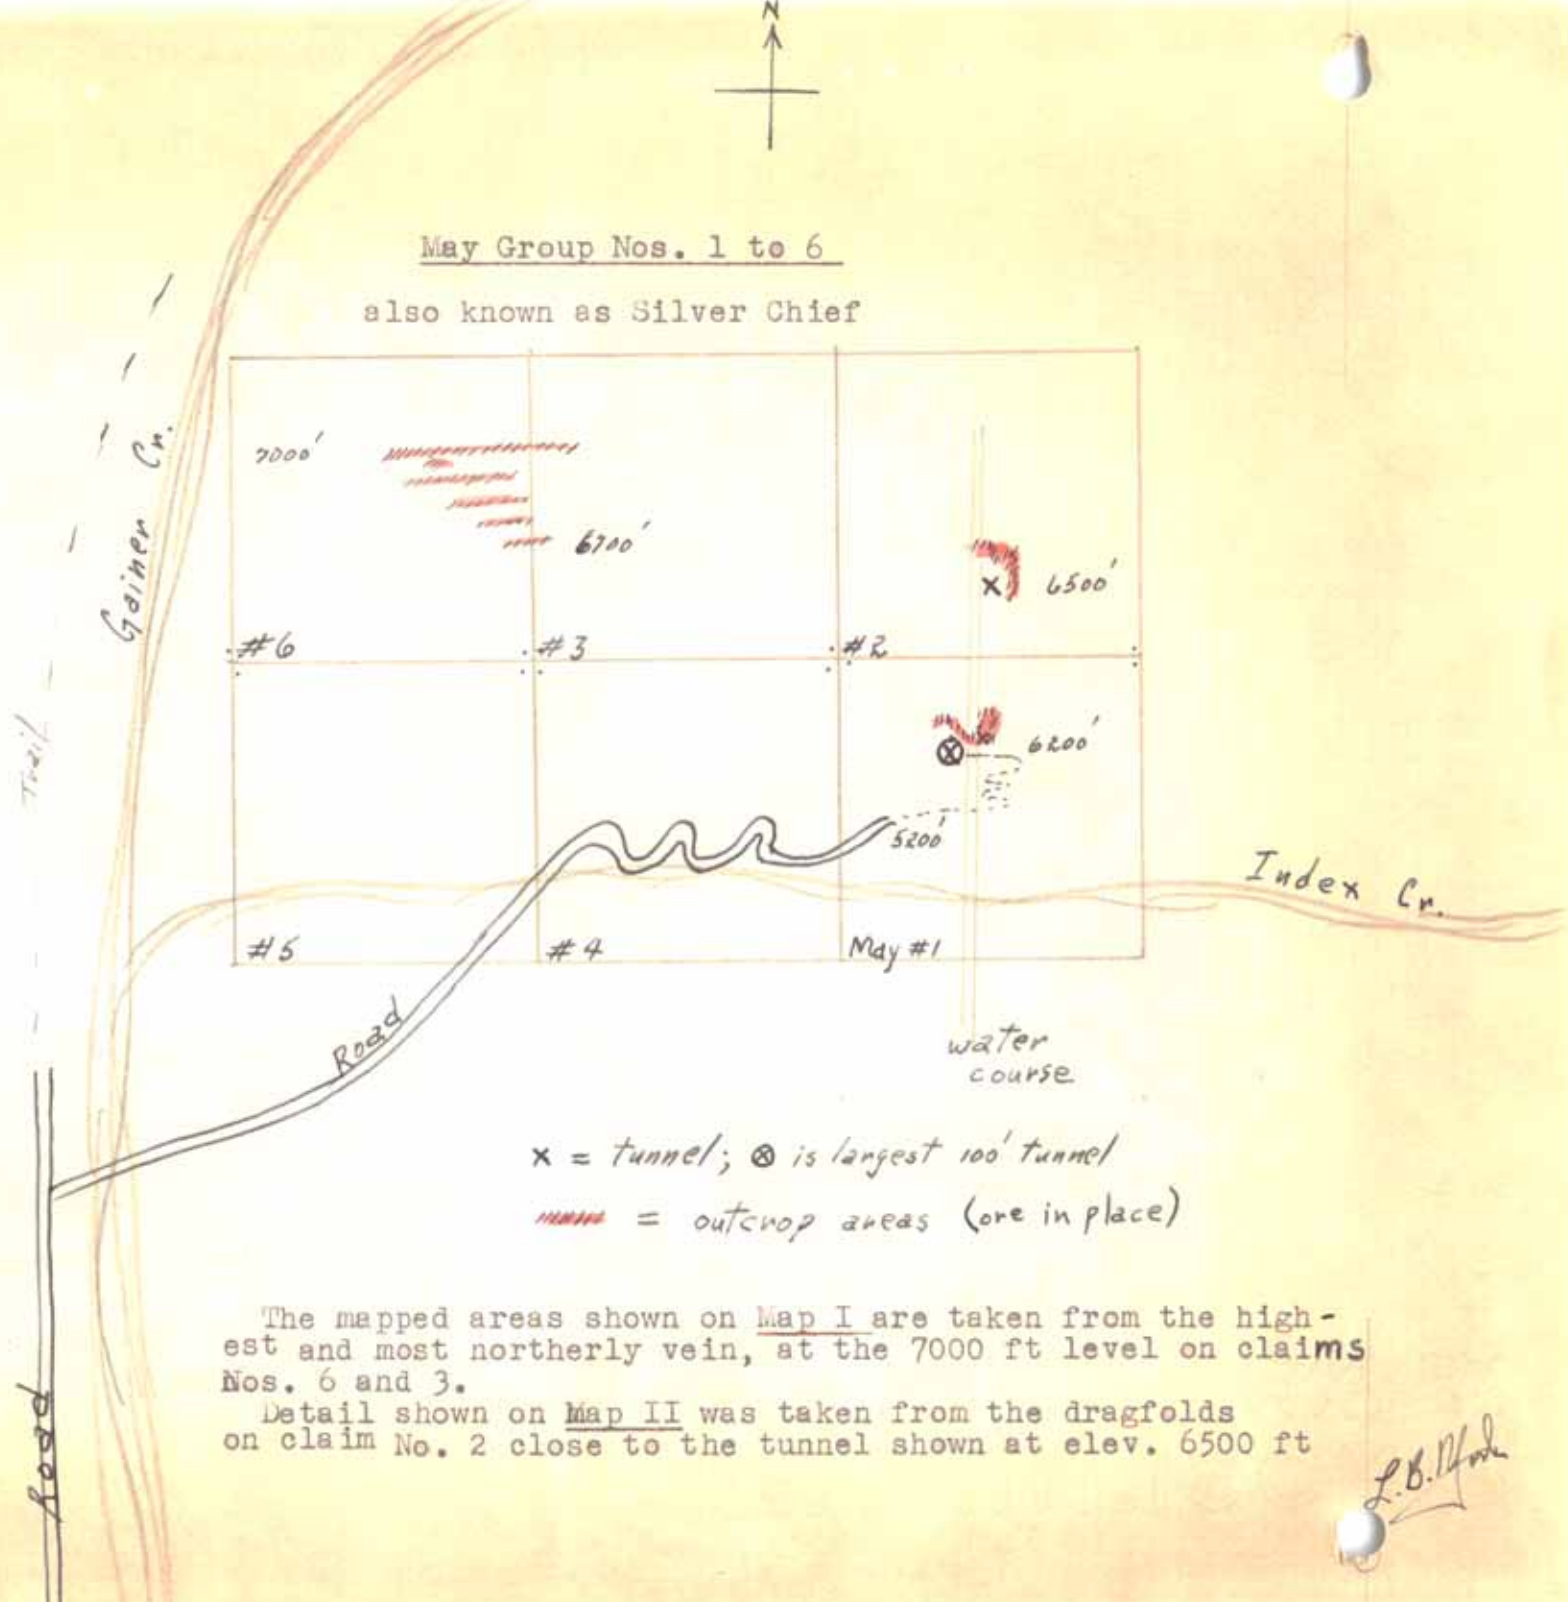 N
May Group Nos. 1 to 6
also known as Silver Chief
7000'
6700'
6500'
Gainer Cr.
#6
#3
#2
Trail
6200'
5200'
Index Cr.
#5
#4
May #1
Road
water
course
x = tunnel; ⊗ is largest 100' tunnel
= outcrop areas (ore in place)
The mapped areas shown on Map I are taken from the high-
est and most northerly vein, at the 7000 ft level on claims
Nos. 6 and 3.
Detail shown on Map II was taken from the dragfolds
on claim No. 2 close to the tunnel shown at elev. 6500 ft
Road
L. B.